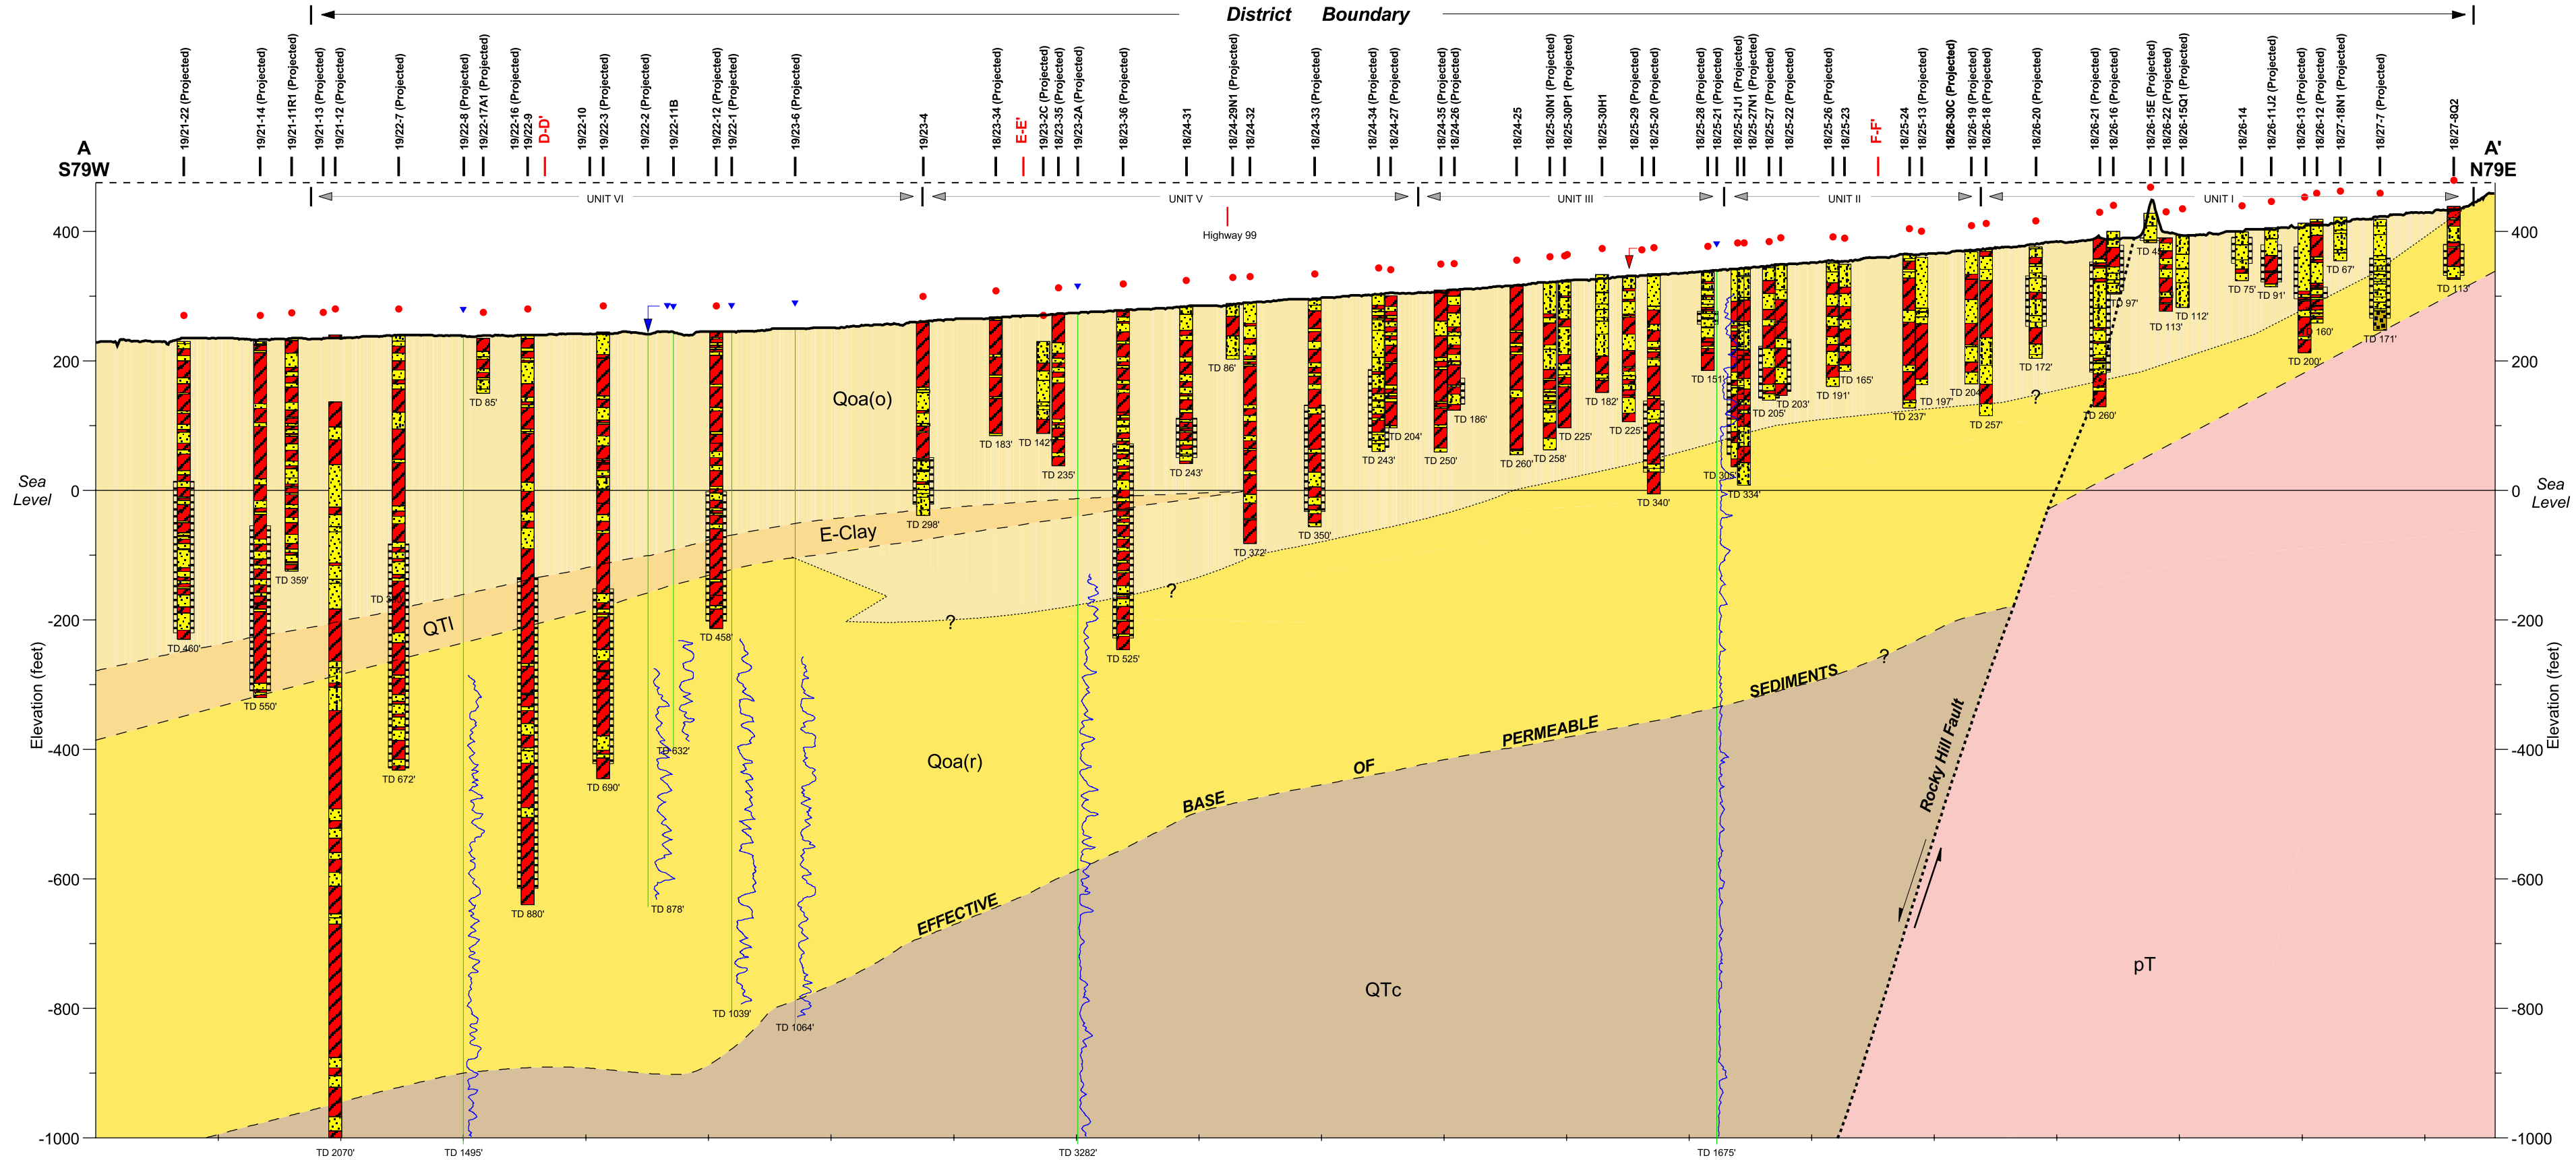 District Boundary
A
S79W
19/21-22 (Projected)
19/21-14 (Projected)
19/21-11R1 (Projected)
19/21-13 (Projected)
19/21-12 (Projected)
19/22-7 (Projected)
19/22-8 (Projected)
19/22-17A1 (Projected)
19/22-16 (Projected)
19/22-9
D-D'
19/22-10
19/22-3 (Projected)
19/22-2 (Projected)
19/22-11B
19/22-12 (Projected)
19/22-1 (Projected)
19/23-6 (Projected)
19/23-4
18/23-34 (Projected)
E-E'
19/23-2C (Projected)
18/23-35 (Projected)
19/23-2A (Projected)
18/23-36 (Projected)
18/24-31
18/24-29N1 (Projected)
18/24-32
18/24-33 (Projected)
18/24-34 (Projected)
18/24-27 (Projected)
18/24-35 (Projected)
18/24-26 (Projected)
18/24-25
18/25-30N1 (Projected)
18/25-30P1 (Projected)
18/25-30H1
18/25-29 (Projected)
18/25-20 (Projected)
18/25-28 (Projected)
18/25-21 (Projected)
18/25-21J1 (Projected)
18/25-27N1 (Projected)
18/25-27 (Projected)
18/25-22 (Projected)
18/25-26 (Projected)
18/25-23
F-F'
18/25-24
18/25-13 (Projected)
18/26-30C (Projected)
18/26-19 (Projected)
18/26-18 (Projected)
18/26-20 (Projected)
18/26-21 (Projected)
18/26-16 (Projected)
18/26-15E (Projected)
18/26-22 (Projected)
18/26-15Q1 (Projected)
18/26-14
18/26-11J2 (Projected)
18/26-13 (Projected)
18/26-12 (Projected)
18/27-18N1 (Projected)
18/27-7 (Projected)
18/27-8Q2
A'
N79E
UNIT VI
UNIT V
UNIT III
UNIT II
UNIT I
Highway 99
400
200
0
-200
-400
-600
-800
-1000
Sea
Level
Elevation (feet)
400
200
0
-200
-400
-600
-800
-1000
Sea
Level
Elevation (feet)
Qoa(o)
E-Clay
QTl
Qoa(r)
QTc
pT
?
?
?
?
EFFECTIVE
BASE
OF
PERMEABLE
SEDIMENTS
Rocky Hill Fault
TD 460'
TD 550'
TD 359'
TD 672'
TD 85'
TD 880'
TD 690'
TD 878'
TD 632'
TD 458'
TD 1039'
TD 1064'
TD 298'
TD 183'
TD 142'
TD 235'
TD 525'
TD 243'
TD 86'
TD 372'
TD 350'
TD 243'
TD 204'
TD 250'
TD 186'
TD 260'
TD 258'
TD 225'
TD 182'
TD 225'
TD 340'
TD 151'
TD 305'
TD 334'
TD 205'
TD 203'
TD 191'
TD 165'
TD 237'
TD 197'
TD 204'
TD 257'
TD 172'
TD 260'
TD 97'
TD 113'
TD 112'
TD 75'
TD 91'
TD 200'
TD 160'
TD 67'
TD 171'
TD 113'
TD 2070'
TD 1495'
TD 3282'
TD 1675'